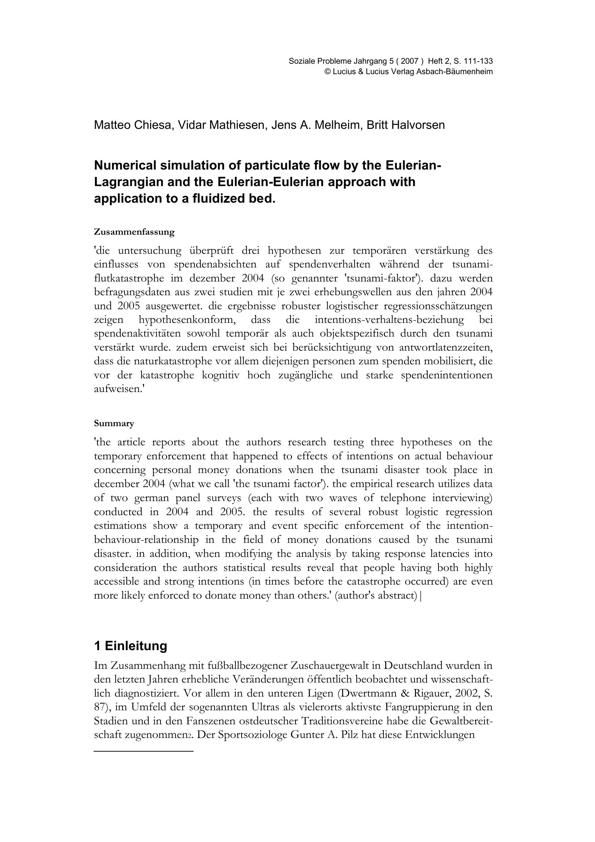 Soziale Probleme Jahrgang 5 ( 2007 ) Heft 2, S. 111-133
© Lucius & Lucius Verlag Asbach-Bäumenheim
Matteo Chiesa, Vidar Mathiesen, Jens A. Melheim, Britt Halvorsen
Numerical simulation of particulate flow by the Eulerian-
Lagrangian and the Eulerian-Eulerian approach with
application to a fluidized bed.
Zusammenfassung
'die untersuchung überprüft drei hypothesen zur temporären verstärkung des
einflusses von spendenabsichten auf spendenverhalten während der tsunami-
flutkatastrophe im dezember 2004 (so genannter 'tsunami-faktor'). dazu werden
befragungsdaten aus zwei studien mit je zwei erhebungswellen aus den jahren 2004
und 2005 ausgewertet. die ergebnisse robuster logistischer regressionsschätzungen
zeigen hypothesenkonform, dass die intentions-verhaltens-beziehung bei
spendenaktivitäten sowohl temporär als auch objektspezifisch durch den tsunami
verstärkt wurde. zudem erweist sich bei berücksichtigung von antwortlatenzzeiten,
dass die naturkatastrophe vor allem diejenigen personen zum spenden mobilisiert, die
vor der katastrophe kognitiv hoch zugängliche und starke spendenintentionen
aufweisen.'
Summary
'the article reports about the authors research testing three hypotheses on the
temporary enforcement that happened to effects of intentions on actual behaviour
concerning personal money donations when the tsunami disaster took place in
december 2004 (what we call 'the tsunami factor'). the empirical research utilizes data
of two german panel surveys (each with two waves of telephone interviewing)
conducted in 2004 and 2005. the results of several robust logistic regression
estimations show a temporary and event specific enforcement of the intention-
behaviour-relationship in the field of money donations caused by the tsunami
disaster. in addition, when modifying the analysis by taking response latencies into
consideration the authors statistical results reveal that people having both highly
accessible and strong intentions (in times before the catastrophe occurred) are even
more likely enforced to donate money than others.' (author's abstract)|
1 Einleitung
Im Zusammenhang mit fußballbezogener Zuschauergewalt in Deutschland wurden in
den letzten Jahren erhebliche Veränderungen öffentlich beobachtet und wissenschaft-
lich diagnostiziert. Vor allem in den unteren Ligen (Dwertmann & Rigauer, 2002, S.
87), im Umfeld der sogenannten Ultras als vielerorts aktivste Fangruppierung in den
Stadien und in den Fanszenen ostdeutscher Traditionsvereine habe die Gewaltbereit-
schaft zugenommen2. Der Sportsoziologe Gunter A. Pilz hat diese Entwicklungen